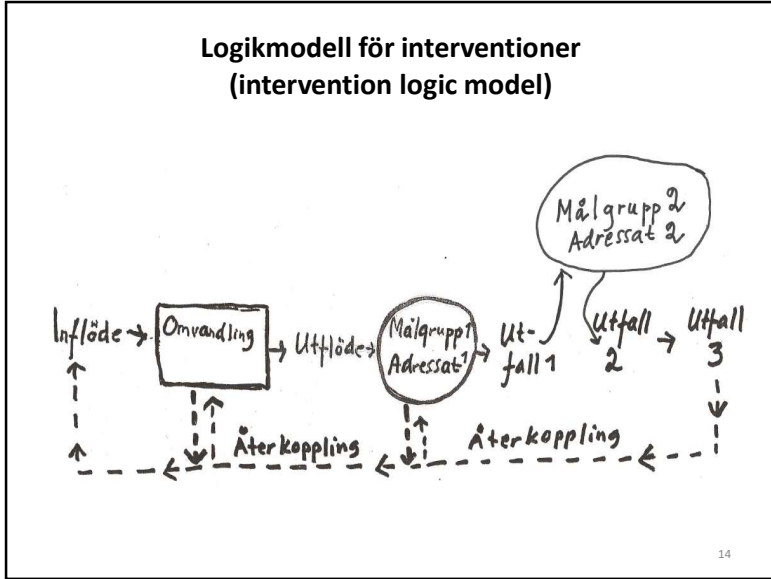 Logikmodell för interventioner
(intervention logic model)
Målgrupp 2
Adressat 2
Inflöde
Omvandling
Utflöde
Målgrupp 1
Adressat 1
Ut-
fall 1
Utfall
2
Utfall
3
Återkoppling
Återkoppling
14